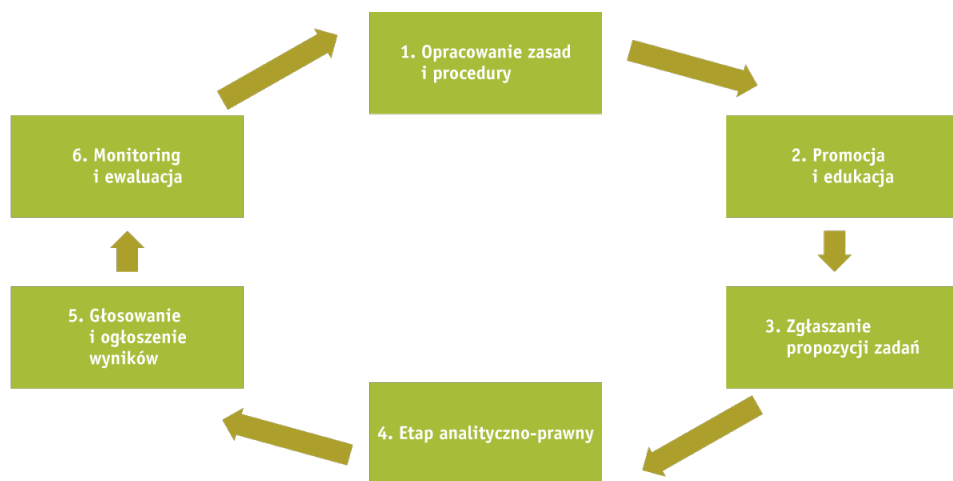 1. Opracowanie zasad
i procedury
2. Promocja
i edukacja
3. Zgłaszanie
propozycji zadań
4. Etap analityczno-prawny
5. Głosowanie
i ogłoszenie
wyników
6. Monitoring
i ewaluacja